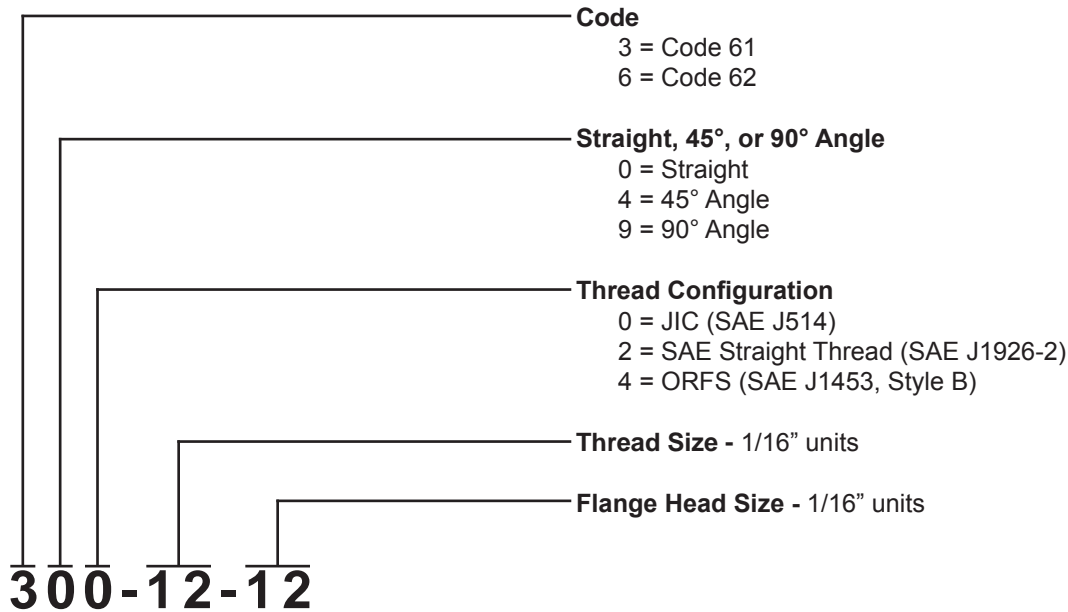 Code
3 = Code 61
6 = Code 62
Straight, 45°, or 90° Angle
0 = Straight
4 = 45° Angle
9 = 90° Angle
Thread Configuration
0 = JIC (SAE J514)
2 = SAE Straight Thread (SAE J1926-2)
4 = ORFS (SAE J1453, Style B)
Thread Size - 1/16” units
Flange Head Size - 1/16” units
300-12-12